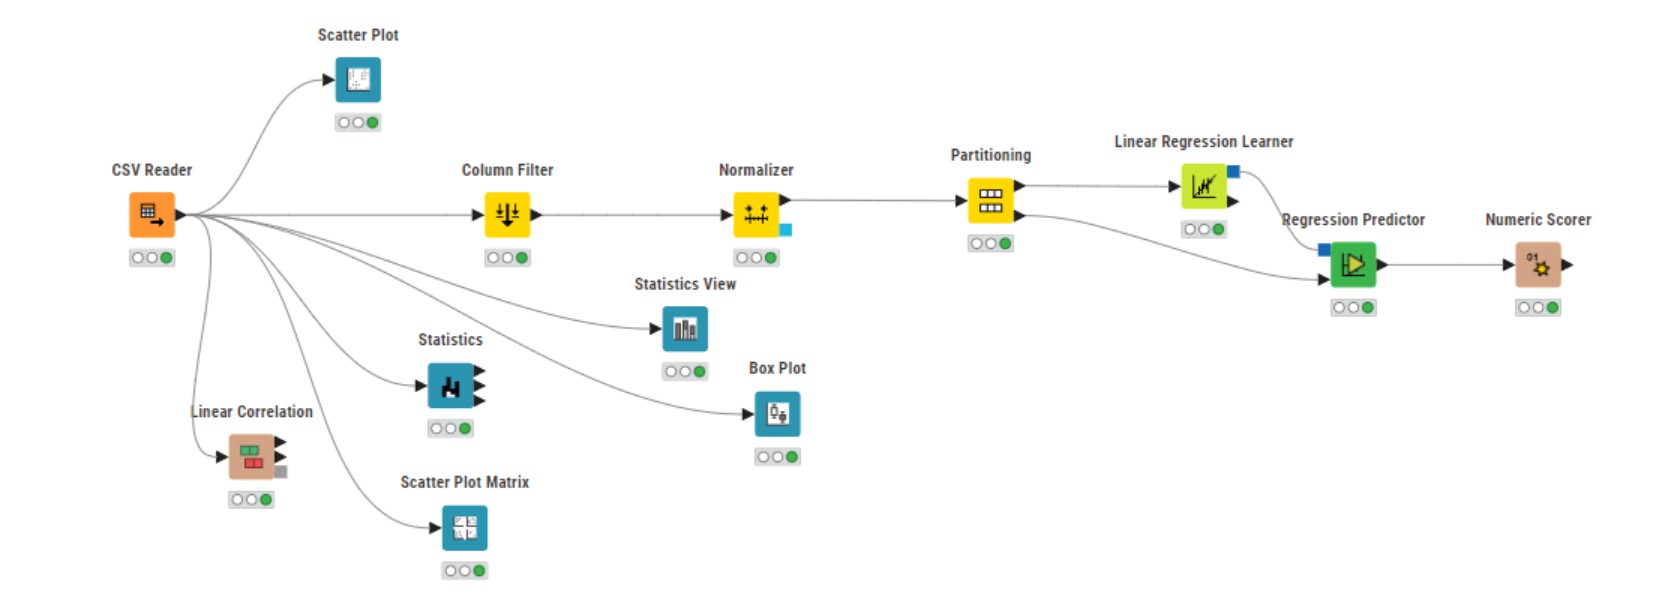 Scatter Plot
CSV Reader
Column Filter
Normalizer
Partitioning
Linear Regression Learner
Regression Predictor
Numeric Scorer
Statistics View
Statistics
Box Plot
Linear Correlation
Scatter Plot Matrix